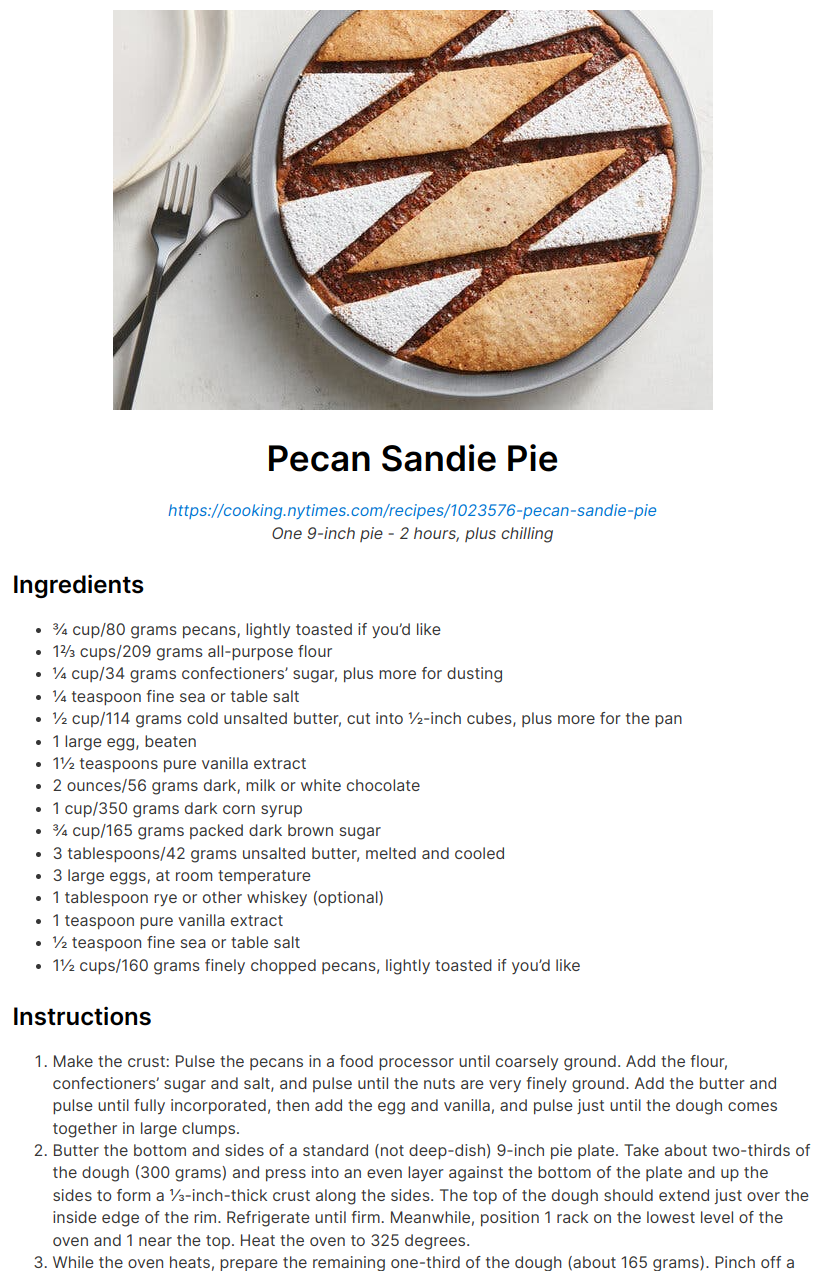 Pecan Sandie Pie
https://cooking.nytimes.com/recipes/1023576-pecan-sandie-pie
One 9-inch pie - 2 hours, plus chilling
Ingredients
• ¾ cup/80 grams pecans, lightly toasted if you’d like
• 1⅔ cups/209 grams all-purpose flour
• ¼ cup/34 grams confectioners’ sugar, plus more for dusting
• ¼ teaspoon fine sea or table salt
• ½ cup/114 grams cold unsalted butter, cut into ½-inch cubes, plus more for the pan
• 1 large egg, beaten
• 1½ teaspoons pure vanilla extract
• 2 ounces/56 grams dark, milk or white chocolate
• 1 cup/350 grams dark corn syrup
• ¾ cup/165 grams packed dark brown sugar
• 3 tablespoons/42 grams unsalted butter, melted and cooled
• 3 large eggs, at room temperature
• 1 tablespoon rye or other whiskey (optional)
• 1 teaspoon pure vanilla extract
• ½ teaspoon fine sea or table salt
• 1½ cups/160 grams finely chopped pecans, lightly toasted if you’d like
Instructions
1. Make the crust: Pulse the pecans in a food processor until coarsely ground. Add the flour,
confectioners’ sugar and salt, and pulse until the nuts are very finely ground. Add the butter and
pulse until fully incorporated, then add the egg and vanilla, and pulse just until the dough comes
together in large clumps.
2. Butter the bottom and sides of a standard (not deep-dish) 9-inch pie plate. Take about two-thirds of
the dough (300 grams) and press into an even layer against the bottom of the plate and up the
sides to form a ⅓-inch-thick crust along the sides. The top of the dough should extend just over the
inside edge of the rim. Refrigerate until firm. Meanwhile, position 1 rack on the lowest level of the
oven and 1 near the top. Heat the oven to 325 degrees.
3. While the oven heats, prepare the remaining one-third of the dough (about 165 grams). Pinch off a